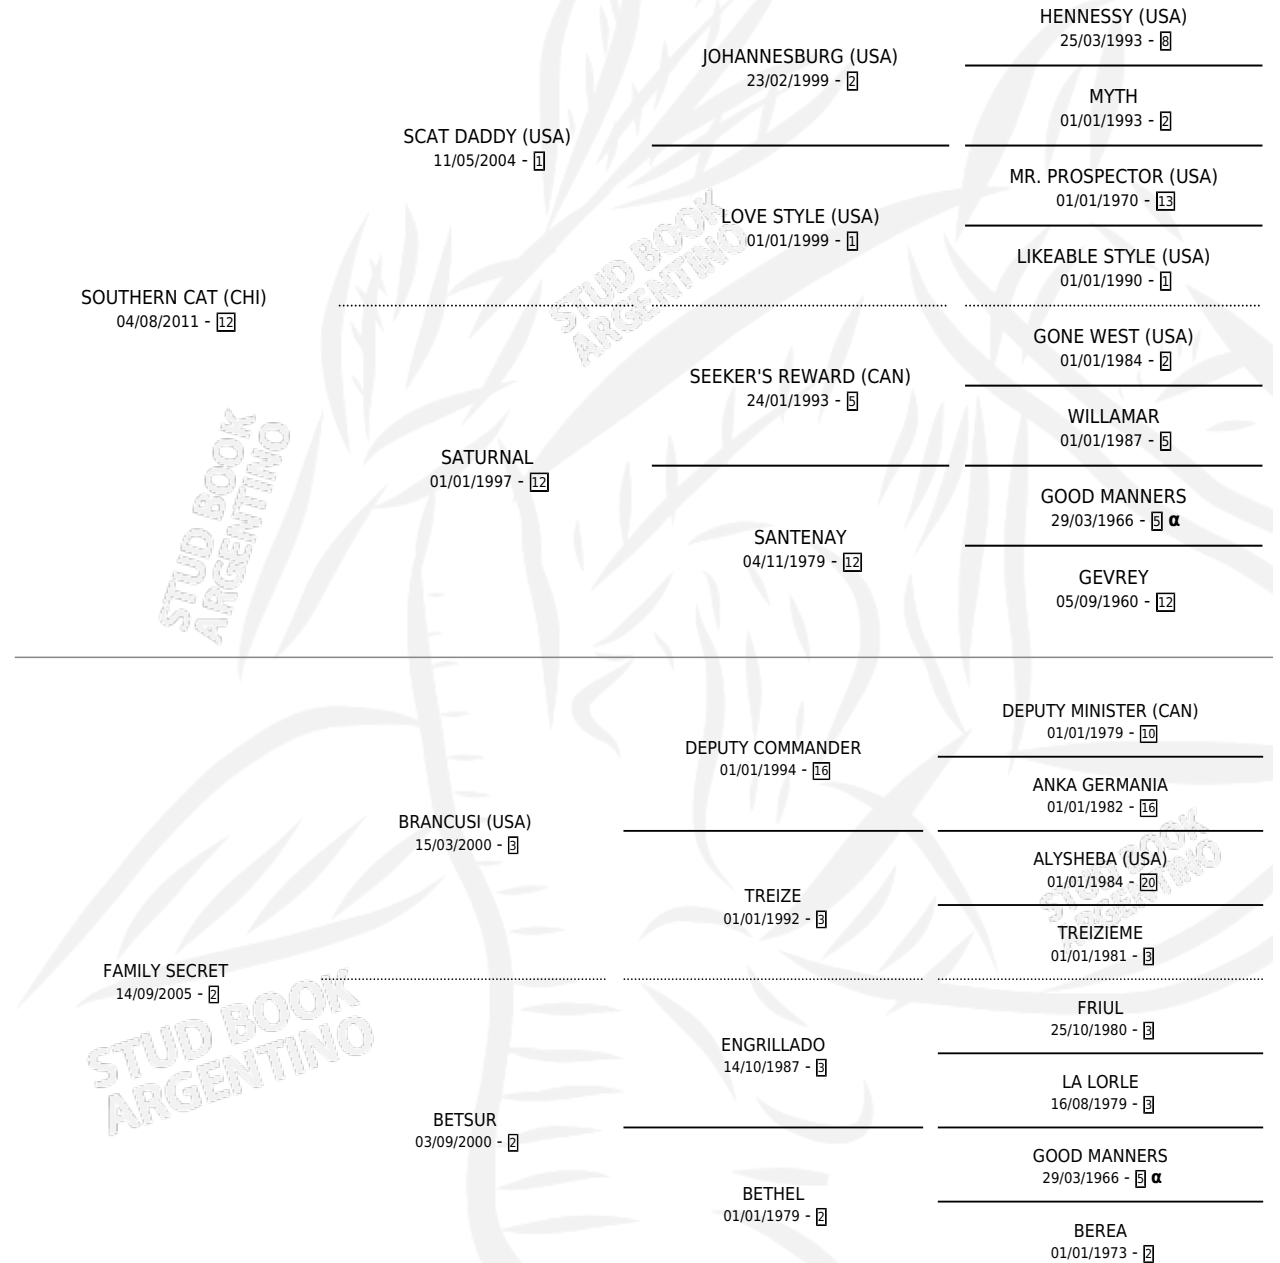 HENNESSY (USA)
25/03/1993 - 8
JOHANNESBURG (USA)
23/02/1999 - 2
MYTH
01/01/1993 - 2
SCAT DADDY (USA)
11/05/2004 - 1
MR. PROSPECTOR (USA)
01/01/1970 - 13
LOVE STYLE (USA)
01/01/1999 - 1
LIKEABLE STYLE (USA)
01/01/1990 - 1
SOUTHERN CAT (CHI)
04/08/2011 - 12
GONE WEST (USA)
01/01/1984 - 2
SEEKER'S REWARD (CAN)
24/01/1993 - 5
WILLAMAR
01/01/1987 - 5
SATURNAL
01/01/1997 - 12
GOOD MANNERS
29/03/1966 - 5 α
SANTENAY
04/11/1979 - 12
GEVREY
05/09/1960 - 12
DEPUTY MINISTER (CAN)
01/01/1979 - 10
DEPUTY COMMANDER
01/01/1994 - 16
ANKA GERMANIA
01/01/1982 - 16
BRANCUSI (USA)
15/03/2000 - 3
ALYSHEBA (USA)
01/01/1984 - 20
TREIZE
01/01/1992 - 3
TREIZIEME
01/01/1981 - 3
FAMILY SECRET
14/09/2005 - 2
FRIUL
25/10/1980 - 3
ENGRILLADO
14/10/1987 - 3
LA LORLE
16/08/1979 - 3
BETSUR
03/09/2000 - 2
GOOD MANNERS
29/03/1966 - 5 α
BETHEL
01/01/1979 - 2
BEREA
01/01/1973 - 2
STUD BOOK
ARGENTINO
STUD BOOK
ARGENTINO
STUD BOOK
ARGENTINO
STUD BOOK
ARGENTINO